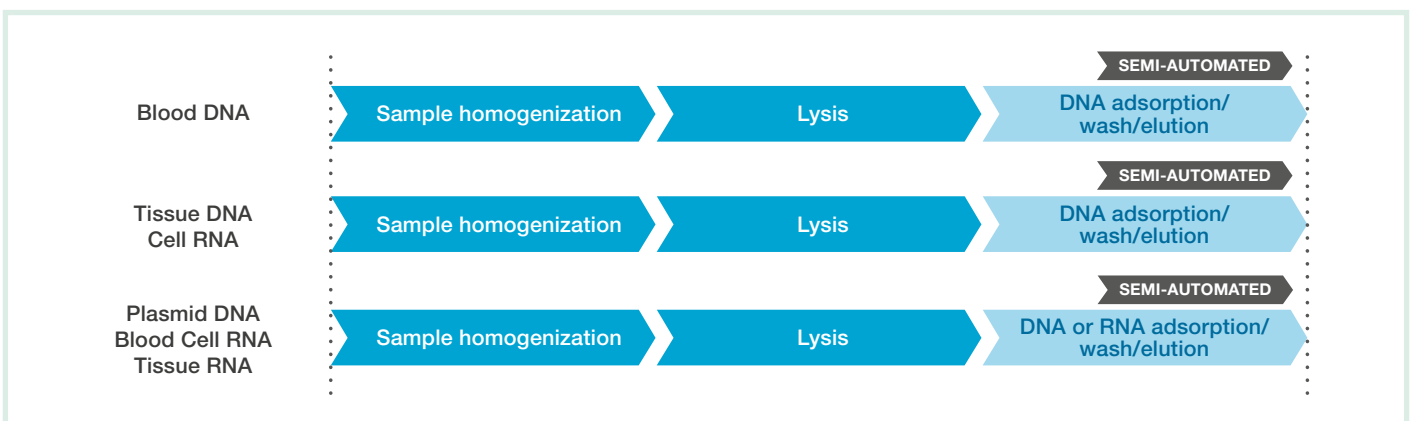 SEMI-AUTOMATED
Blood DNA
Sample homogenization
Lysis
DNA adsorption/
wash/elution
SEMI-AUTOMATED
Tissue DNA
Cell RNA
Sample homogenization
Lysis
DNA adsorption/
wash/elution
SEMI-AUTOMATED
Plasmid DNA
Blood Cell RNA
Tissue RNA
Sample homogenization
Lysis
DNA or RNA adsorption/
wash/elution